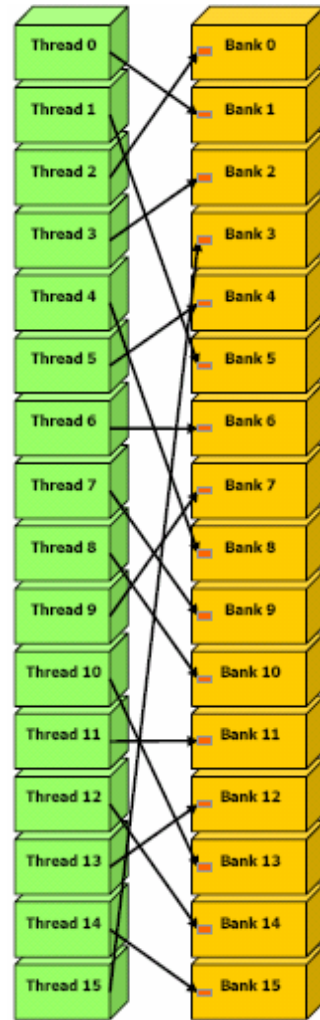 Thread 0
Bank 0
Thread 1
Bank 1
Thread 2
Bank 2
Thread 3
Bank 3
Thread 4
Bank 4
Thread 5
Bank 5
Thread 6
Bank 6
Thread 7
Bank 7
Thread 8
Bank 8
Thread 9
Bank 9
Thread 10
Bank 10
Thread 11
Bank 11
Thread 12
Bank 12
Thread 13
Bank 13
Thread 14
Bank 14
Thread 15
Bank 15